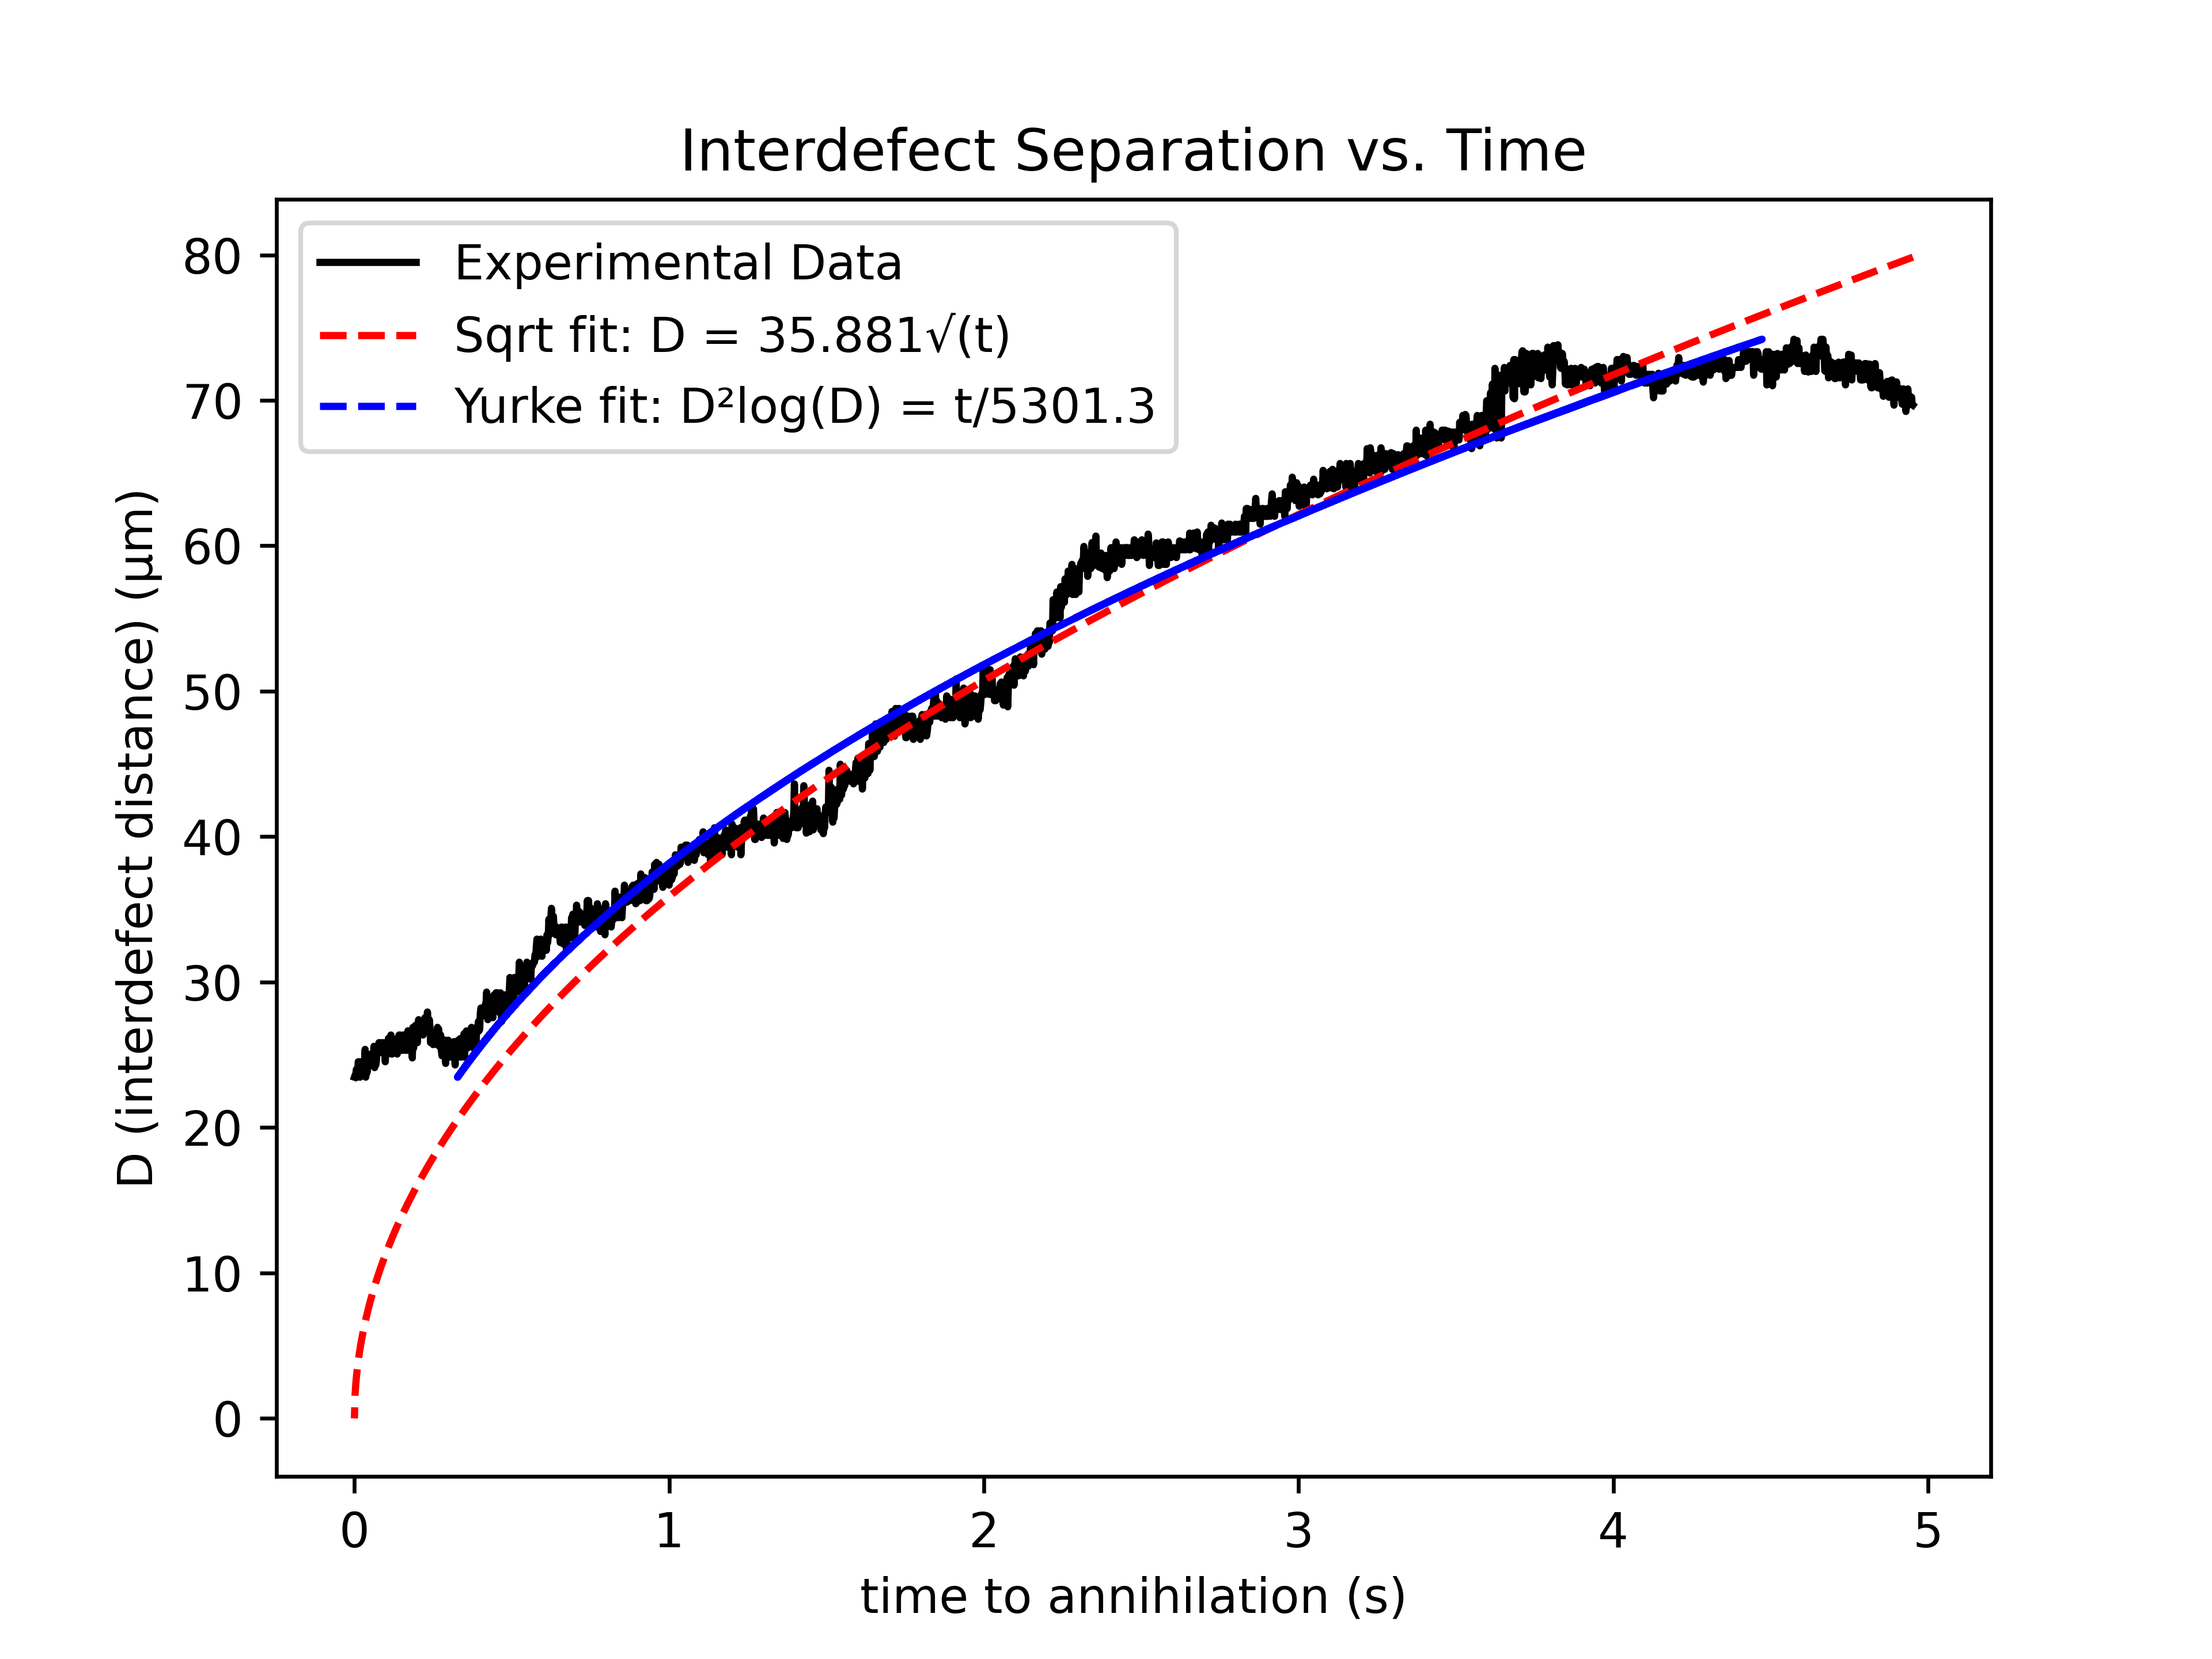 Interdefect Separation vs. Time
Experimental Data
Sqrt fit: D = 35.881√(t)
Yurke fit: D²log(D) = t/5301.3
D (interdefect distance) (µm)
80
70
60
50
40
30
20
10
0
0 1 2 3 4 5
time to annihilation (s)